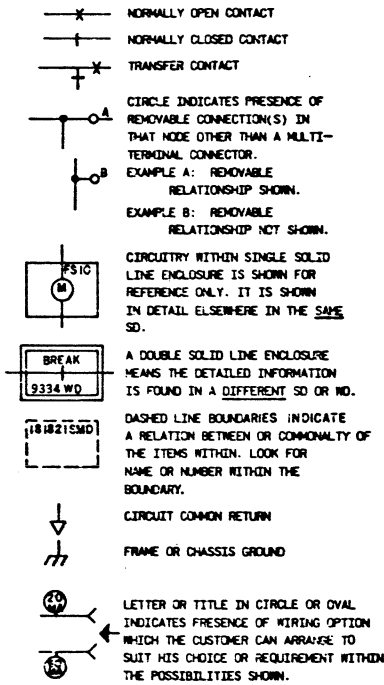 NORMALLY OPEN CONTACT
NORMALLY CLOSED CONTACT
TRANSFER CONTACT
CIRCLE INDICATES PRESENCE OF
REMOVABLE CONNECTION(S) IN
THAT NODE OTHER THAN A MULTI-
TERMINAL CONNECTOR.
A
EXAMPLE A: REMOVABLE
RELATIONSHIP SHOWN.
B
EXAMPLE B: REMOVABLE
RELATIONSHIP NOT SHOWN.
FSIC
M
CIRCUITRY WITHIN SINGLE SOLID
LINE ENCLOSURE IS SHOWN FOR
REFERENCE ONLY. IT IS SHOWN
IN DETAIL ELSEWHERE IN THE SAME
SD.
BREAK
9334 WD
A DOUBLE SOLID LINE ENCLOSURE
MEANS THE DETAILED INFORMATION
IS FOUND IN A DIFFERENT SD OR WD.
181821SMD
DASHED LINE BOUNDARIES INDICATE
A RELATION BETWEEN OR COMMONALTY OF
THE ITEMS WITHIN. LOOK FOR
NAME OR NUMBER WITHIN THE
BOUNDARY.
CIRCUIT COMMON RETURN
FRAME OR CHASSIS GROUND
20
MA
LETTER OR TITLE IN CIRCLE OR OVAL
INDICATES PRESENCE OF WIRING OPTION
WHICH THE CUSTOMER CAN ARRANGE TO
SUIT HIS CHOICE OR REQUIREMENT WITHIN
THE POSSIBILITIES SHOWN.